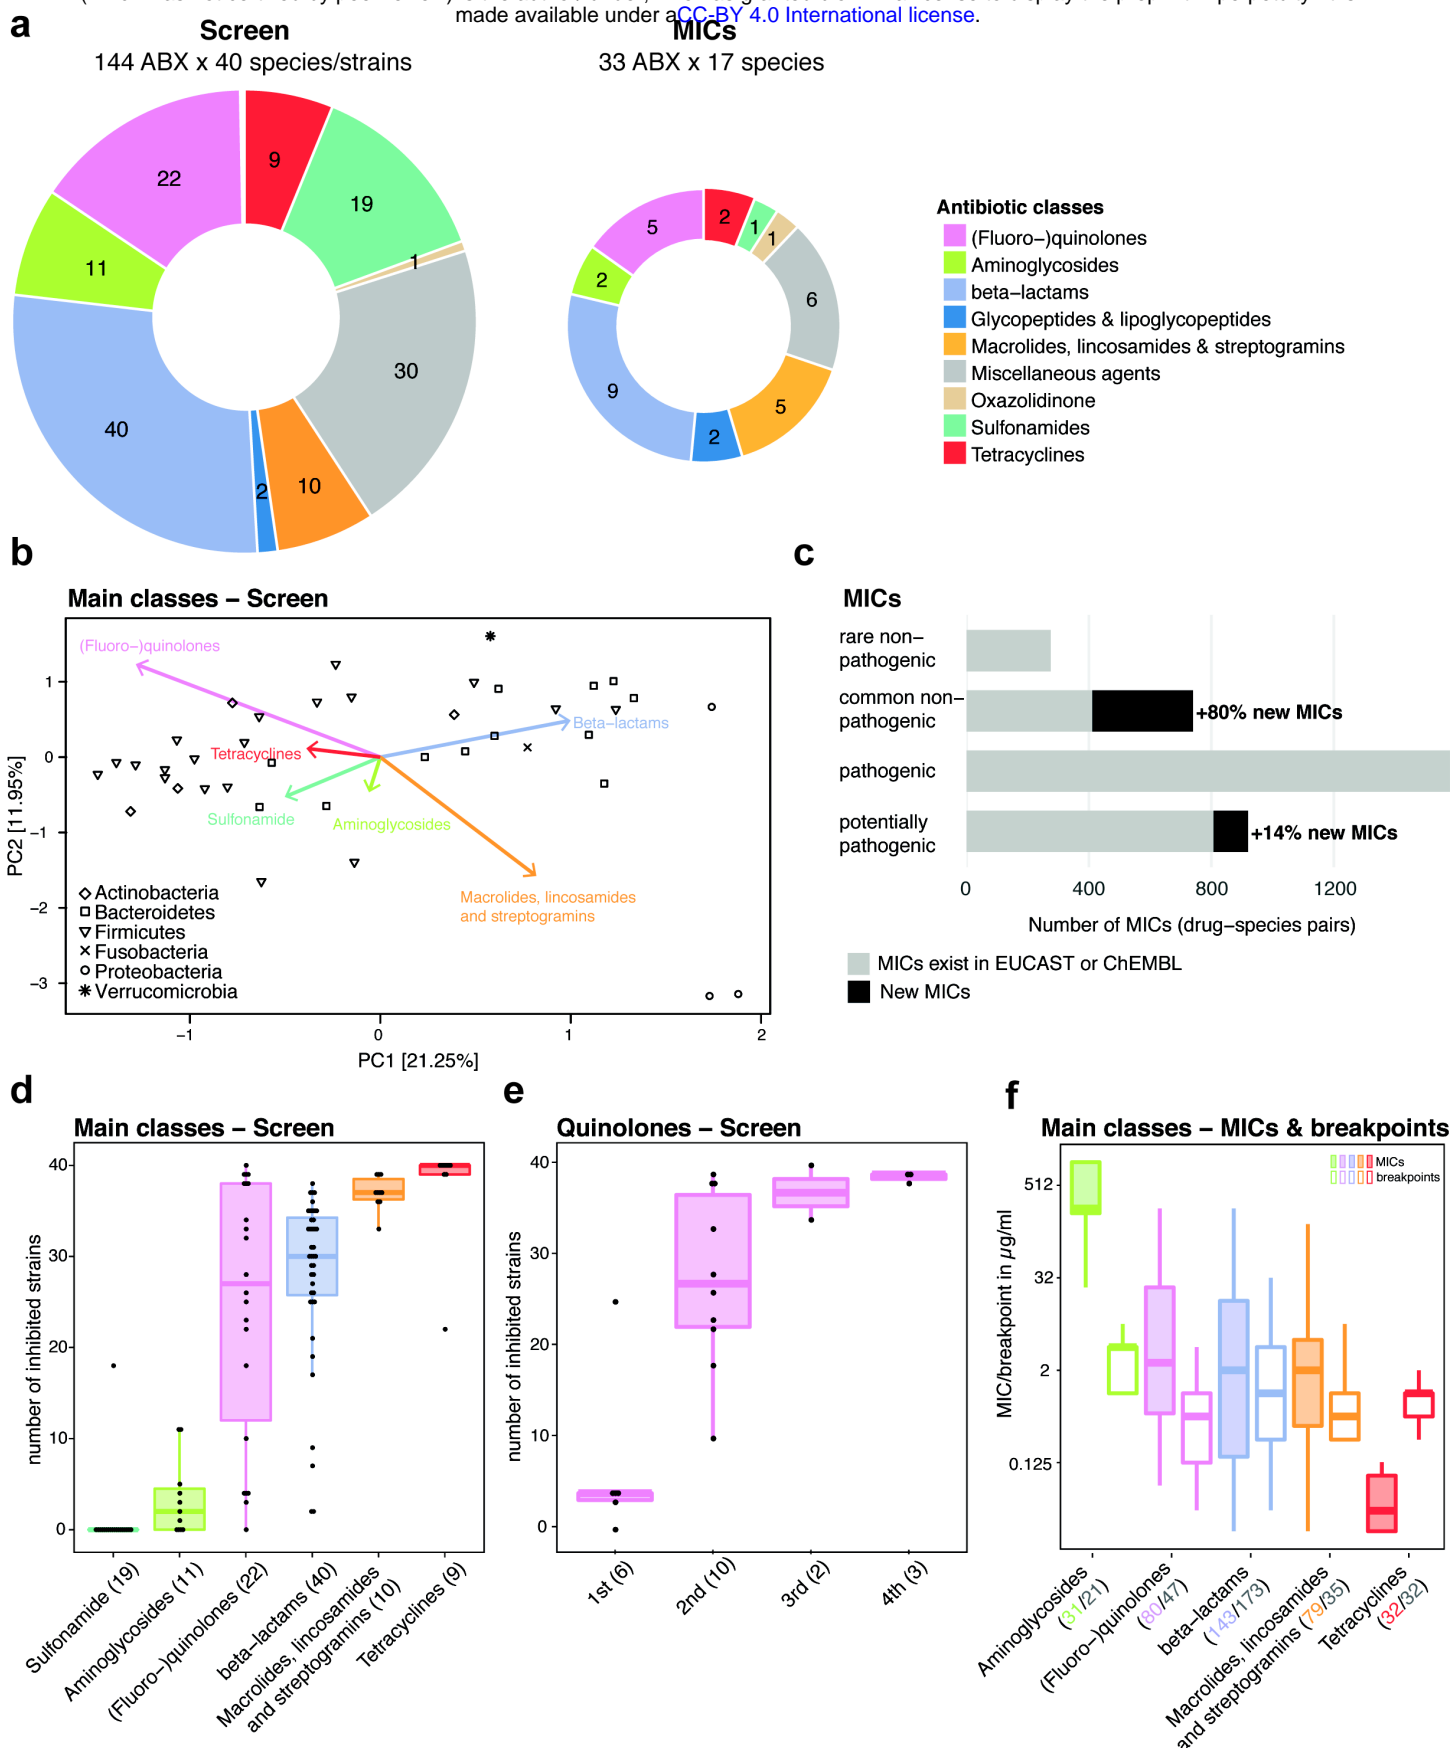 made available under aCC-BY 4.0 International license.
a
Screen
144 ABX x 40 species/strains
MICs
33 ABX x 17 species
9
19
1
30
10
2
40
11
22
2
1
1
6
5
2
9
2
5
Antibiotic classes
(Fluoro−)quinolones
Aminoglycosides
beta−lactams
Glycopeptides & lipoglycopeptides
Macrolides, lincosamides & streptogramins
Miscellaneous agents
Oxazolidinone
Sulfonamides
Tetracyclines
b
Main classes − Screen
(Fluoro−)quinolones
Beta−lactams
Tetracyclines
Sulfonamide
Aminoglycosides
Macrolides, lincosamides
and streptogramins
Actinobacteria
Bacteroidetes
Firmicutes
Fusobacteria
Proteobacteria
Verrucomicrobia
1
0
−1
−2
−3
PC2 [11.95%]
−1
0
1
2
PC1 [21.25%]
c
MICs
rare non−
pathogenic
common non−
pathogenic
+80% new MICs
pathogenic
potentially
pathogenic
+14% new MICs
0
400
800
1200
Number of MICs (drug−species pairs)
MICs exist in EUCAST or ChEMBL
New MICs
d
Main classes − Screen
number of inhibited strains
40
30
20
10
0
Sulfonamide (19)
Aminoglycosides (11)
(Fluoro−)quinolones (22)
beta−lactams (40)
Macrolides, lincosamides
and streptogramins (10)
Tetracyclines (9)
e
Quinolones − Screen
number of inhibited strains
40
30
20
10
0
1st (6)
2nd (10)
3rd (2)
4th (3)
f
Main classes − MICs & breakpoints
MICs
breakpoints
MIC/breakpoint in µg/ml
512
32
2
0.125
Aminoglycosides
(31/21)
(Fluoro−)quinolones
(80/47)
beta−lactams
(143/173)
Macrolides, lincosamides
and streptogramins (79/35)
Tetracyclines
(32/32)